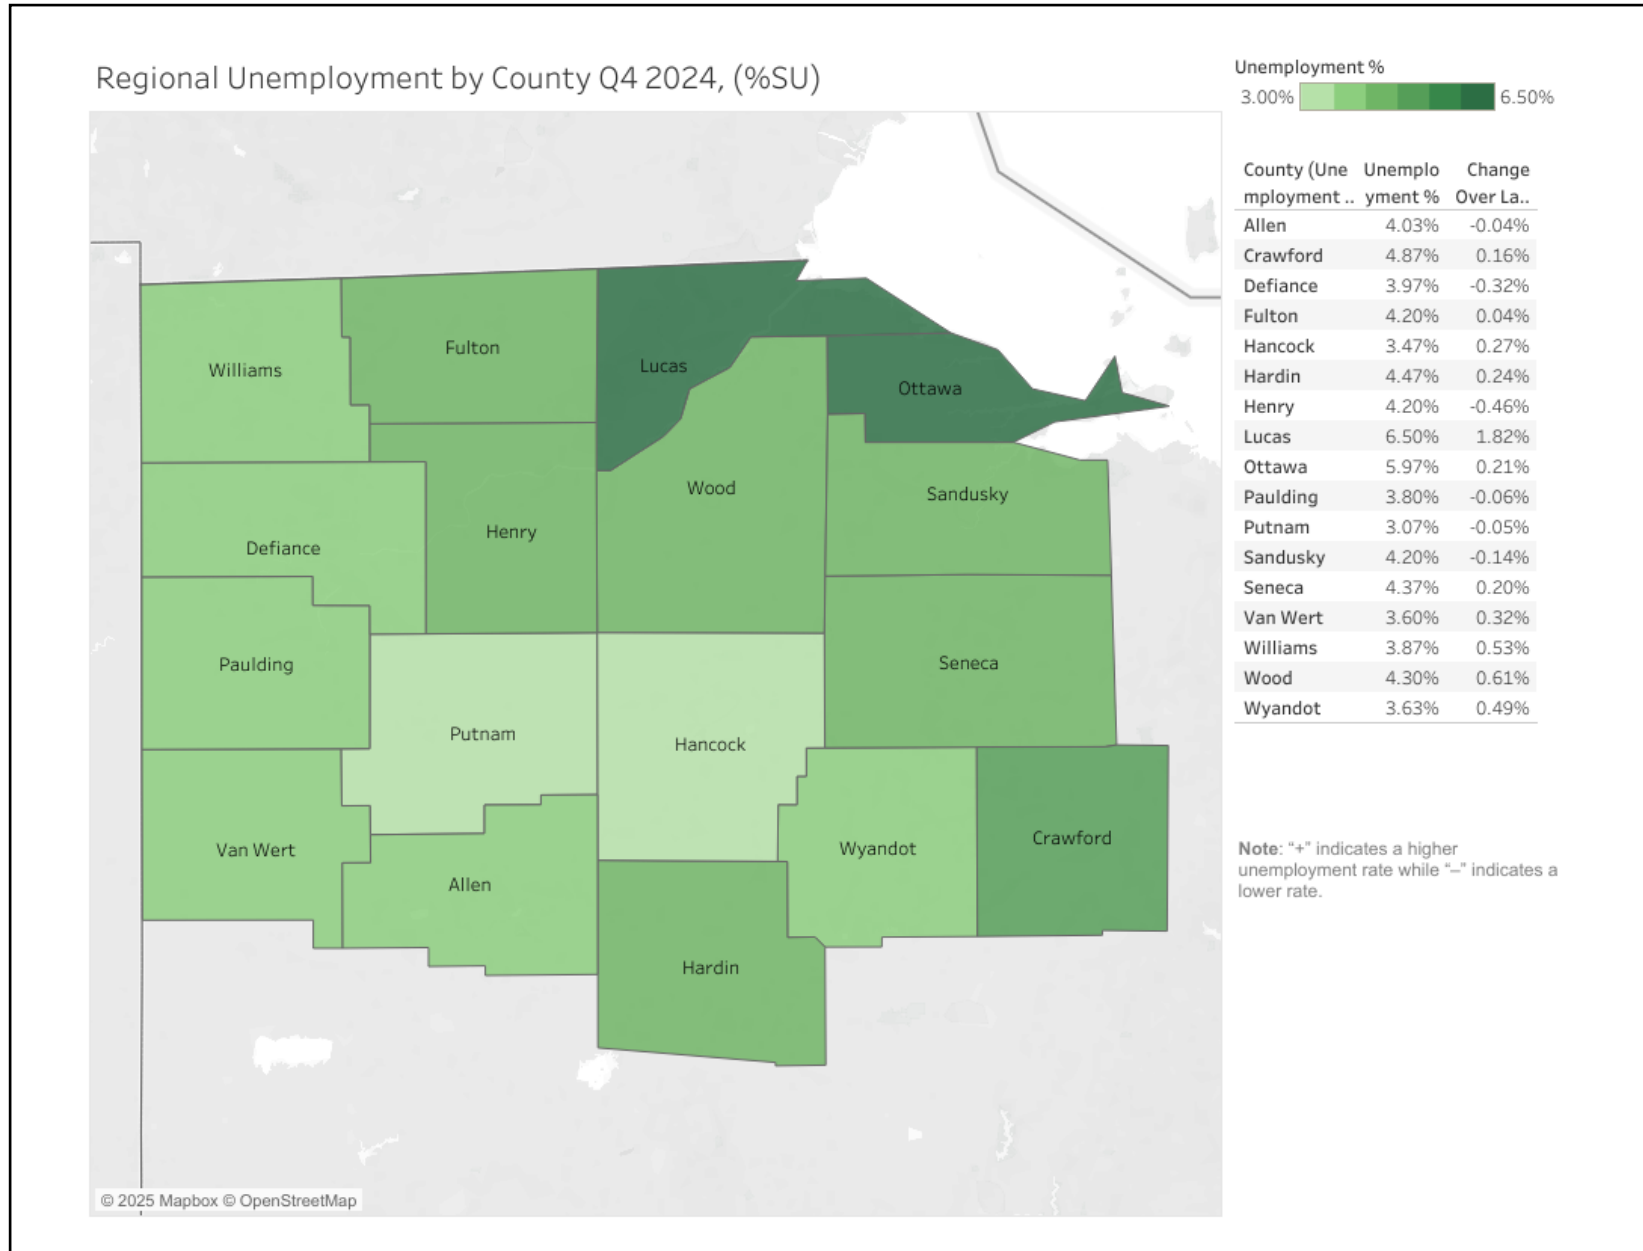 Regional Unemployment by County Q4 2024, (%SU)
Unemployment %
3.00% 6.50%
County (Une Unemplo Change
mployment .. yment % Over La..
Allen 4.03% -0.04%
Crawford 4.87% 0.16%
Defiance 3.97% -0.32%
Fulton 4.20% 0.04%
Hancock 3.47% 0.27%
Hardin 4.47% 0.24%
Henry 4.20% -0.46%
Lucas 6.50% 1.82%
Ottawa 5.97% 0.21%
Paulding 3.80% -0.06%
Putnam 3.07% -0.05%
Sandusky 4.20% -0.14%
Seneca 4.37% 0.20%
Van Wert 3.60% 0.32%
Williams 3.87% 0.53%
Wood 4.30% 0.61%
Wyandot 3.63% 0.49%
Note: “+” indicates a higher
unemployment rate while “–” indicates a
lower rate.
Fulton
Williams
Lucas
Ottawa
Wood
Sandusky
Henry
Defiance
Paulding
Seneca
Putnam
Hancock
Van Wert
Wyandot
Crawford
Allen
Hardin
© 2025 Mapbox © OpenStreetMap